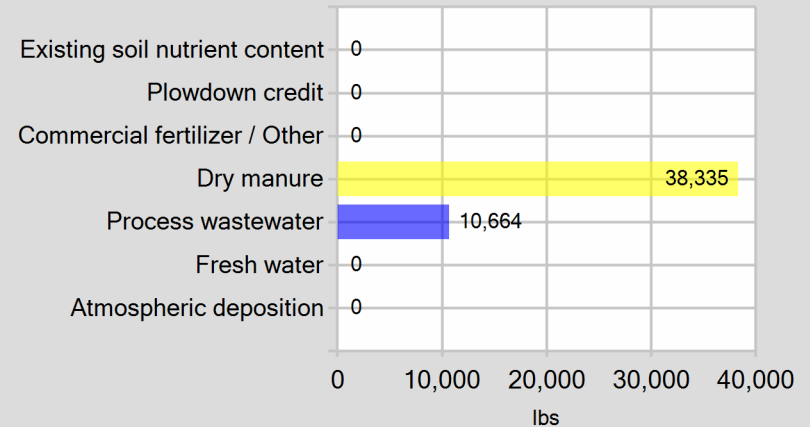 Existing soil nutrient content 0
Plowdown credit 0
Commercial fertilizer / Other 0
Dry manure 38,335
Process wastewater 10,664
Fresh water 0
Atmospheric deposition 0
0 10,000 20,000 30,000 40,000
lbs